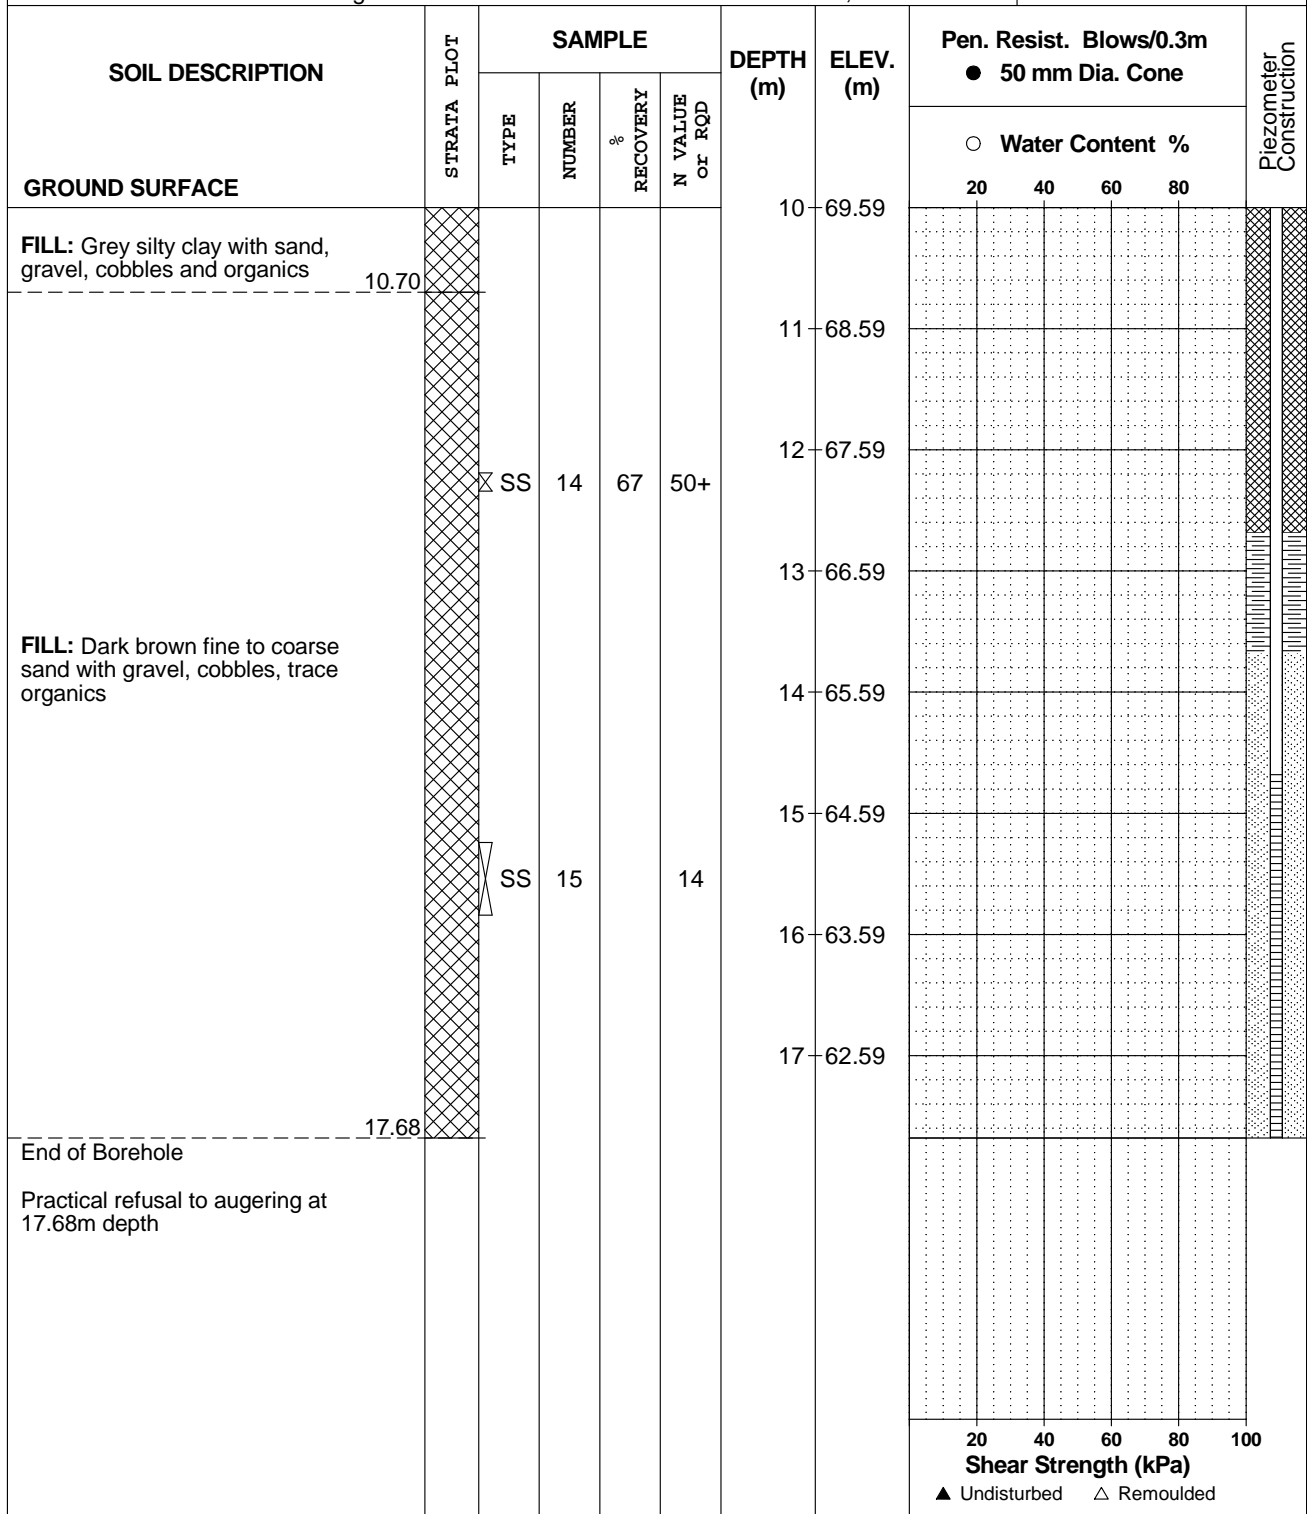 SOIL DESCRIPTION
GROUND SURFACE
STRATA PLOT
SAMPLE
TYPE
NUMBER
%
RECOVERY
N VALUE
or RQD
DEPTH
(m)
ELEV.
(m)
Pen. Resist. Blows/0.3m
● 50 mm Dia. Cone
○ Water Content %
20 40 60 80
Piezometer
Construction
10 69.59
FILL: Grey silty clay with sand,
gravel, cobbles and organics
10.70
11 68.59
12 67.59
SS 14 67 50+
13 66.59
FILL: Dark brown fine to coarse
sand with gravel, cobbles, trace
organics
14 65.59
15 64.59
SS 15 14
16 63.59
17 62.59
17.68
End of Borehole
Practical refusal to augering at
17.68m depth
20 40 60 80 100
Shear Strength (kPa)
▲ Undisturbed △ Remoulded